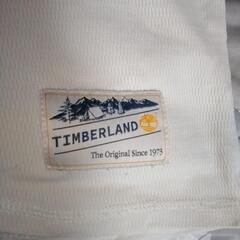 TIMBERLAND
The Original Since 1973